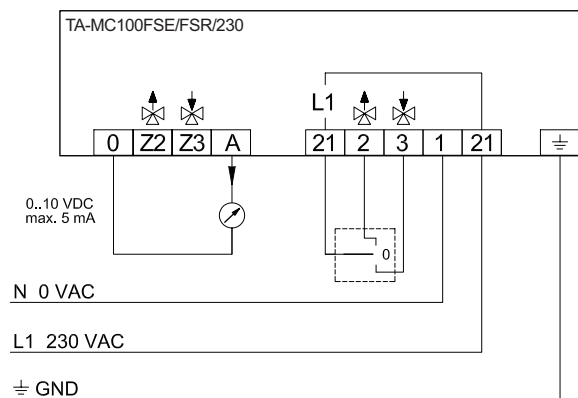 TA-MC100FSE/FSR/230
L1
0 Z2 Z3 A 21 2 3 1 21
0..10 VDC
max. 5 mA
0
N 0 VAC
L1 230 VAC
GND